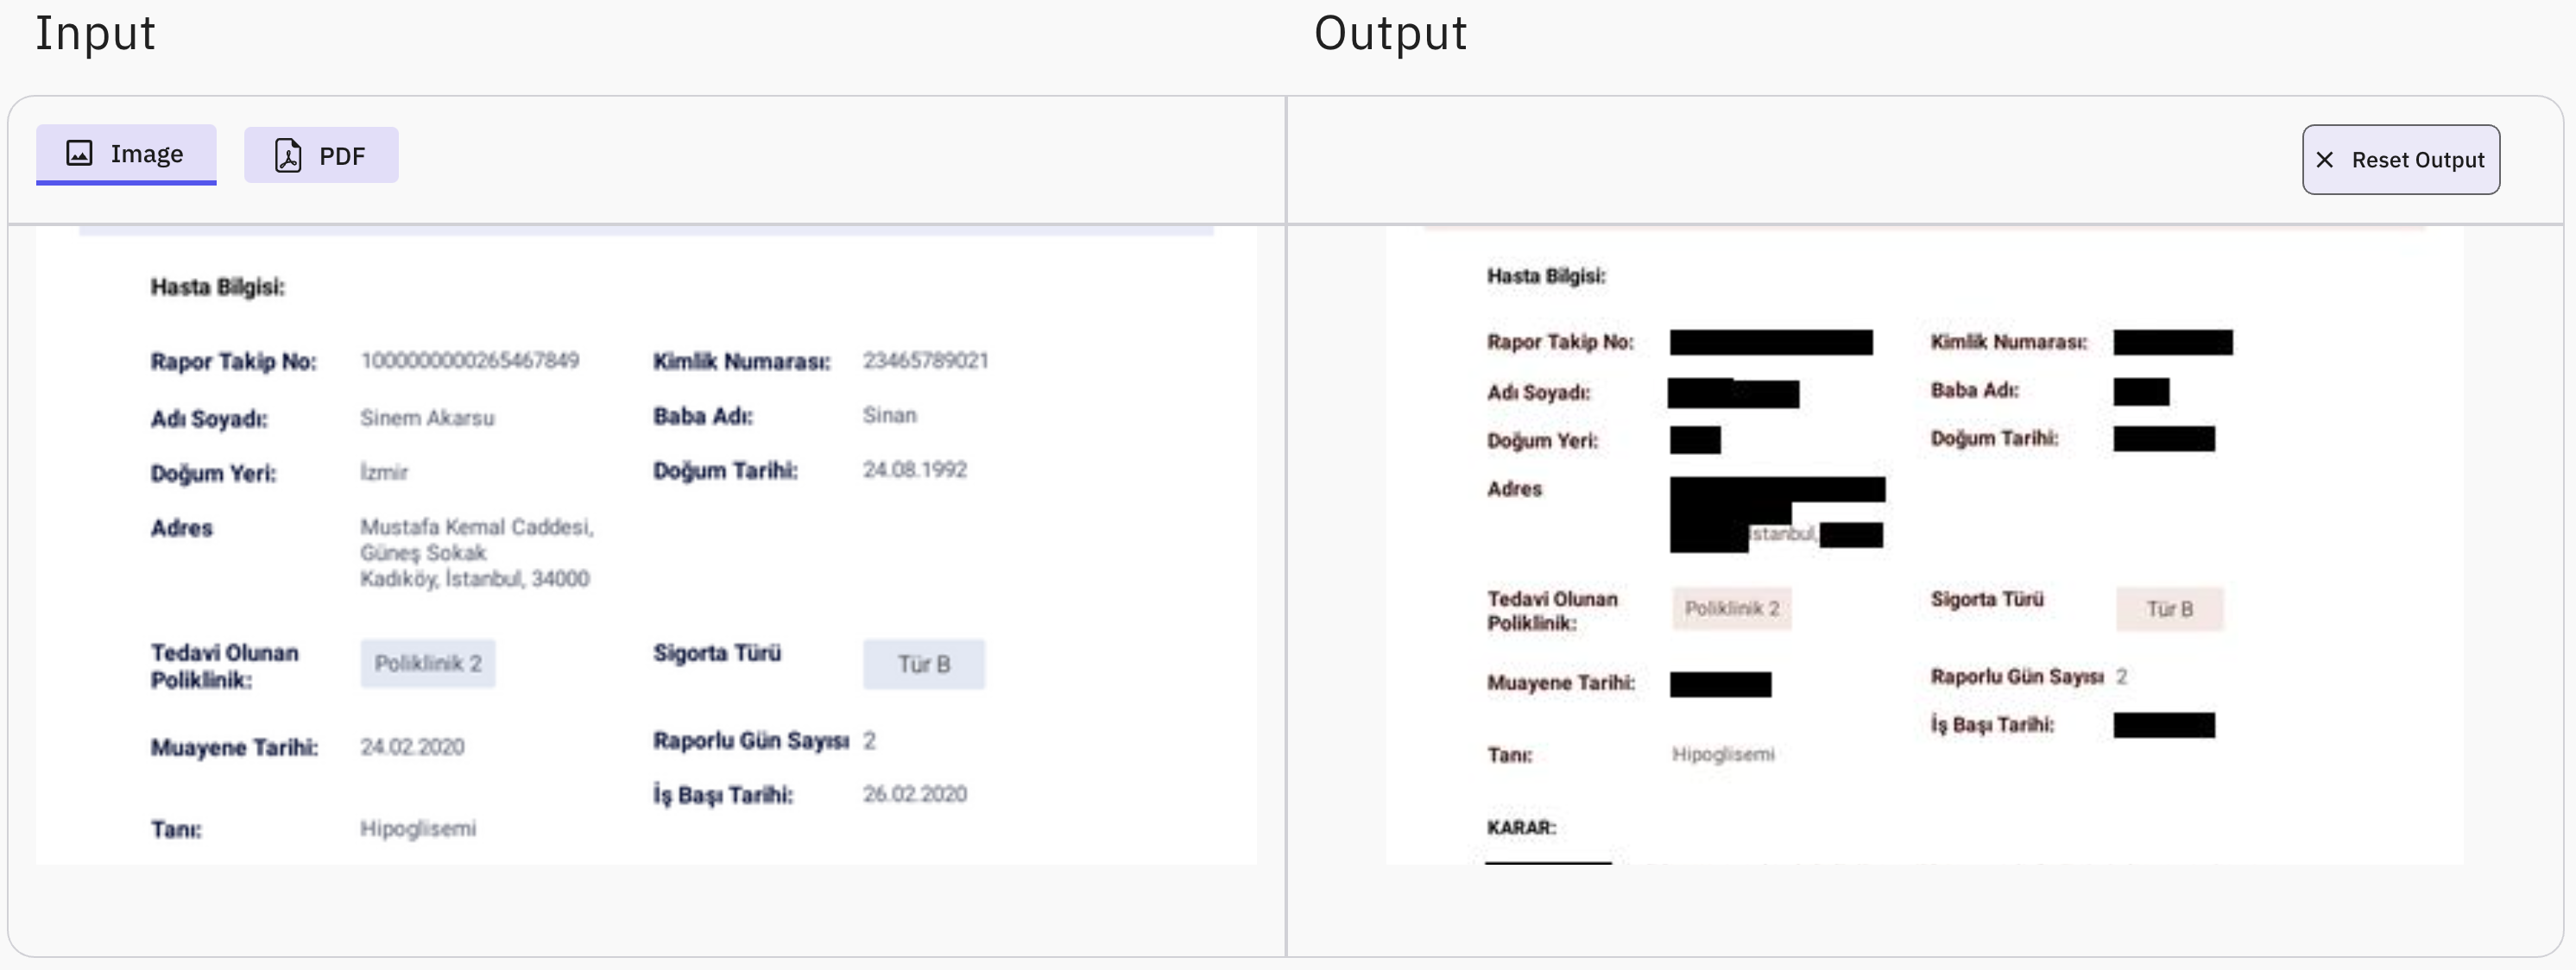 Input
Output
Image
PDF
Reset Output
Hasta Bilgisi:
Rapor Takip No: 1000000000265467849 Kimlik Numarası: 23465789021
Adı Soyadı: Sinem Akarsu Baba Adı: Sinan
Doğum Yeri: İzmir Doğum Tarihi: 24.08.1992
Adres Mustafa Kemal Caddesi,
Güneş Sokak
Kadıköy, İstanbul, 34000
Tedavi Olunan
Poliklinik: Poliklinik 2 Sigorta Türü Tür B
Muayene Tarihi: 24.02.2020 Raporlu Gün Sayısı 2
İş Başı Tarihi: 26.02.2020
Tanı: Hipoglisemi
Hasta Bilgisi:
Rapor Takip No: Kimlik Numarası:
Adı Soyadı: Baba Adı:
Doğum Yeri: Doğum Tarihi:
Adres
İstanbul,
Tedavi Olunan
Poliklinik: Poliklinik 2 Sigorta Türü Tür B
Muayene Tarihi: Raporlu Gün Sayısı 2
İş Başı Tarihi:
Tanı: Hipoglisemi
KARAR: